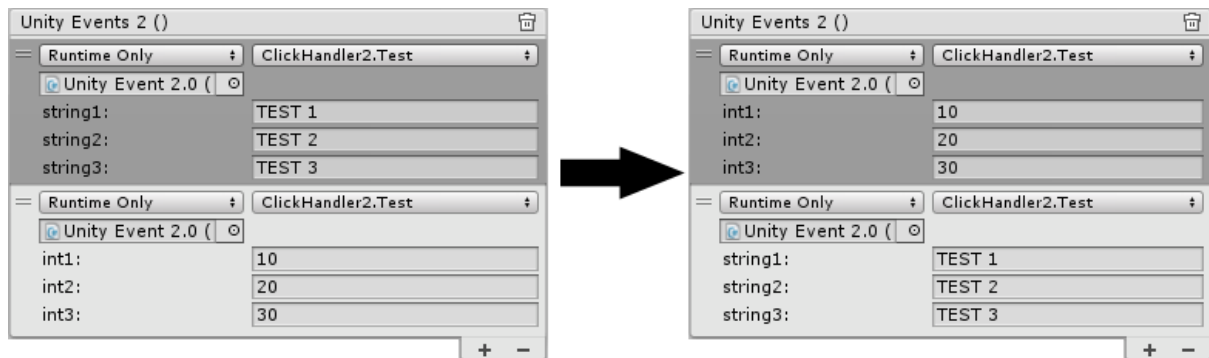 Unity Events 2 ()
Runtime Only ClickHandler2.Test
Unity Event 2.0 (
string1: TEST 1
string2: TEST 2
string3: TEST 3
Runtime Only ClickHandler2.Test
Unity Event 2.0 (
int1: 10
int2: 20
int3: 30
+ −
Unity Events 2 ()
Runtime Only ClickHandler2.Test
Unity Event 2.0 (
int1: 10
int2: 20
int3: 30
Runtime Only ClickHandler2.Test
Unity Event 2.0 (
string1: TEST 1
string2: TEST 2
string3: TEST 3
+ −